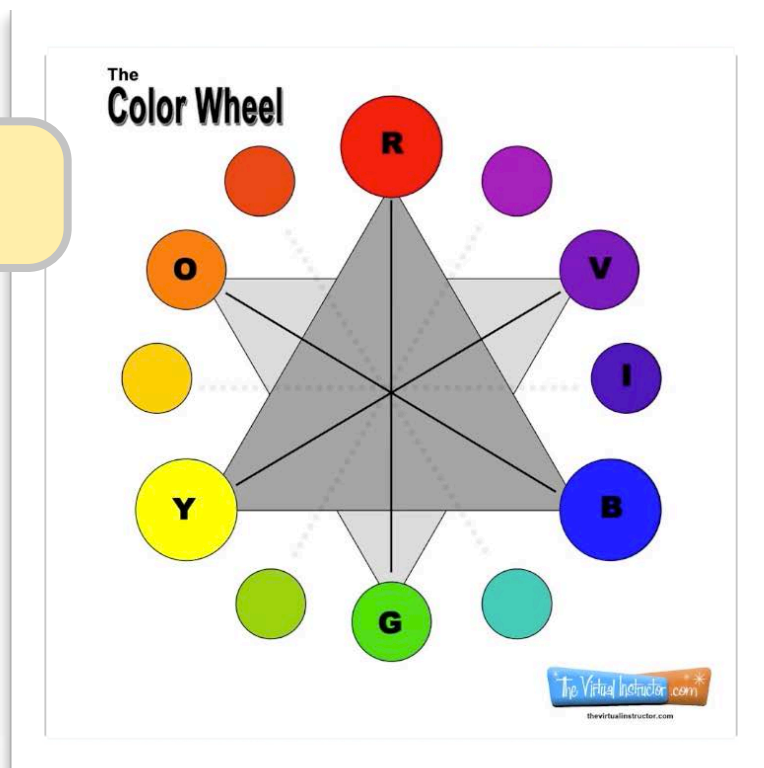 The
Color Wheel
R
O
V
I
Y
B
G
The Virtual Instructor.com
thevirtualinstructor.com